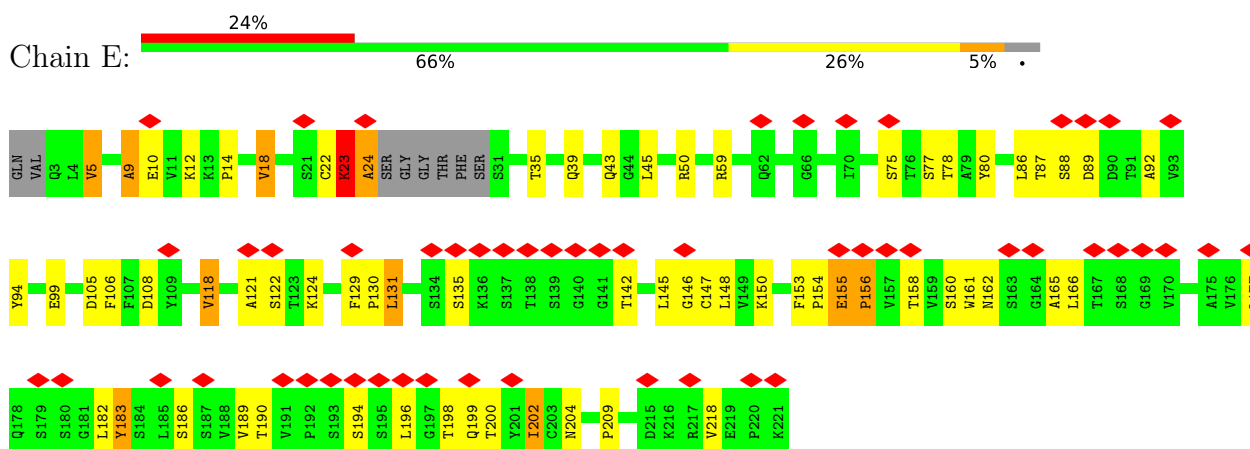 24%
Chain E:
66% 26% 5% •
GLN VAL Q3 L4 V5 A9 E10 V11 K12 K13 P14 V18 S21 C22 K23 A24 SER GLY GLY THR PHE SER S31 T35 Q39 Q43 G44 L45 R50 R59 Q62 G66 I70 S75 T76 S77 T78 A79 Y80 L86 T87 S88 D89 D90 T91 A92 V93
Y94 E99 D105 F106 F107 D108 Y109 V118 A121 S122 T123 K124 F129 P130 L131 S134 S135 K136 S137 T138 S139 G140 G141 T142 L145 G146 C147 L148 V149 K150 F153 P154 E155 P156 V157 T158 V159 S160 W161 N162 S163 G164 A165 L166 T167 S168 G169 V170 A175 V176
Q178 S179 S180 G181 L182 Y183 S184 L185 S186 S187 V188 V189 T190 V191 P192 S193 S194 S195 L196 G197 T198 Q199 T200 Y201 I202 C203 N204 P209 D215 K216 R217 V218 E219 P220 K221